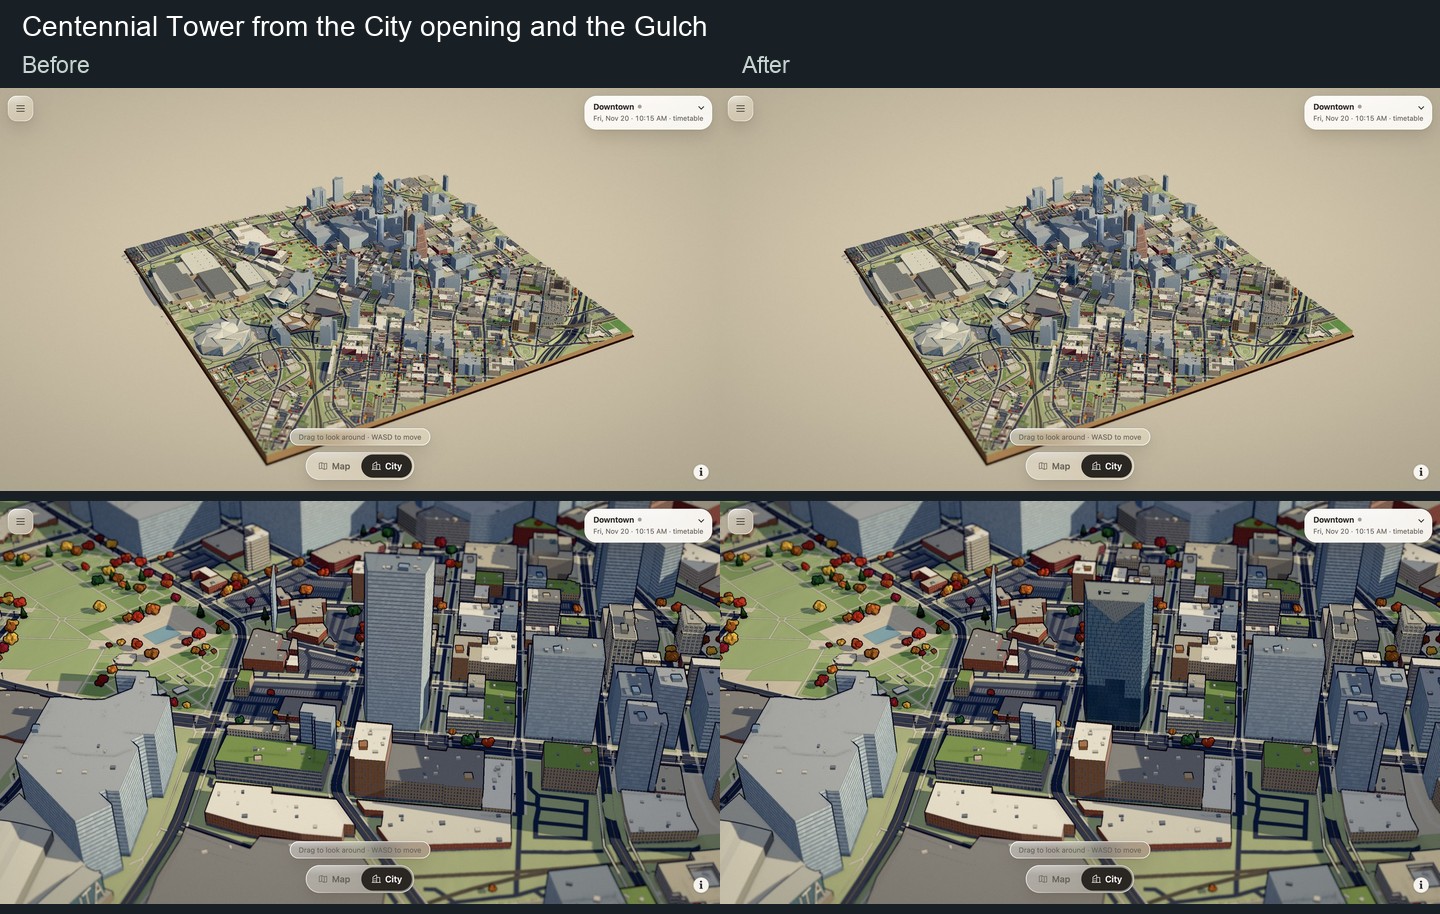 Centennial Tower from the City opening and the Gulch
Before
After
Downtown
Fri, Nov 20 · 10:15 AM · timetable
Drag to look around · WASD to move
Map
City
Downtown
Fri, Nov 20 · 10:15 AM · timetable
Drag to look around · WASD to move
Map
City
Downtown
Fri, Nov 20 · 10:15 AM · timetable
Drag to look around · WASD to move
Map
City
Downtown
Fri, Nov 20 · 10:15 AM · timetable
Drag to look around · WASD to move
Map
City